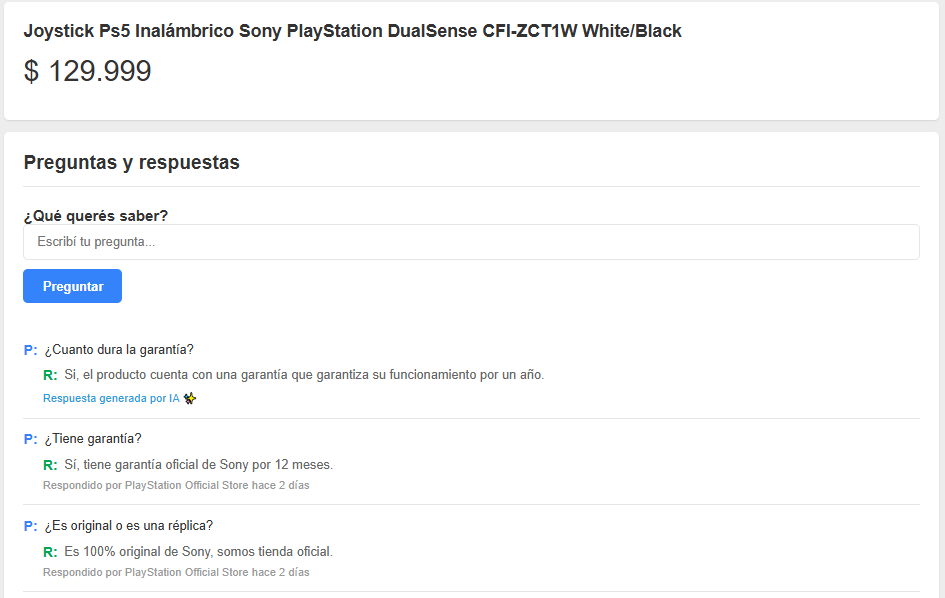 Joystick Ps5 Inalámbrico Sony PlayStation DualSense CFI-ZCT1W White/Black
$ 129.999
Preguntas y respuestas
¿Qué querés saber?
Escribí tu pregunta...
Preguntar
P: ¿Cuanto dura la garantía?
R: Si, el producto cuenta con una garantía que garantiza su funcionamiento por un año.
Respuesta generada por IA ✨
P: ¿Tiene garantía?
R: Sí, tiene garantía oficial de Sony por 12 meses.
Respondido por PlayStation Official Store hace 2 días
P: ¿Es original o es una réplica?
R: Es 100% original de Sony, somos tienda oficial.
Respondido por PlayStation Official Store hace 2 días